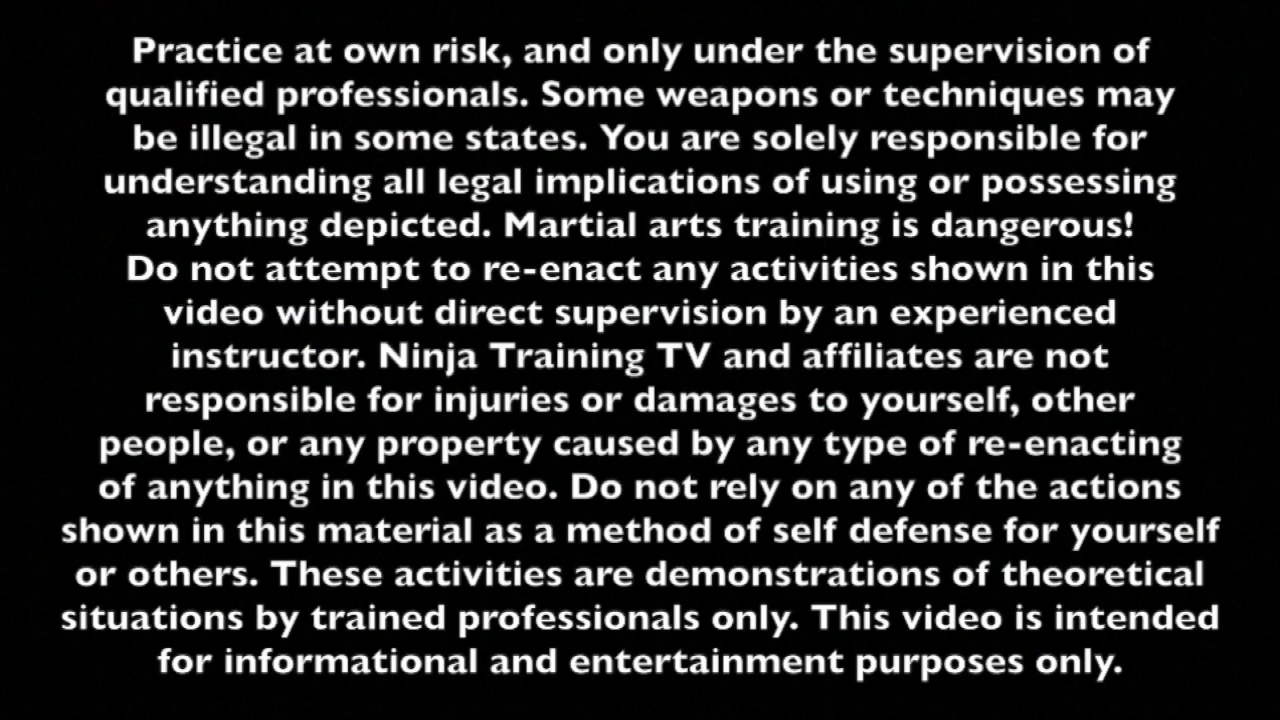 Practice at own risk, and only under the supervision of
qualified professionals. Some weapons or techniques may
be illegal in some states. You are solely responsible for
understanding all legal implications of using or possessing
anything depicted. Martial arts training is dangerous!
Do not attempt to re-enact any activities shown in this
video without direct supervision by an experienced
instructor. Ninja Training TV and affiliates are not
responsible for injuries or damages to yourself, other
people, or any property caused by any type of re-enacting
of anything in this video. Do not rely on any of the actions
shown in this material as a method of self defense for yourself
or others. These activities are demonstrations of theoretical
situations by trained professionals only. This video is intended
for informational and entertainment purposes only.